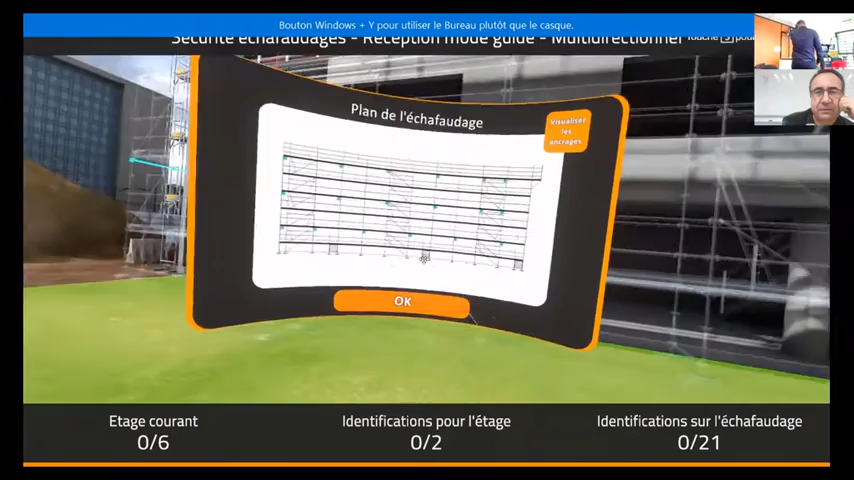 Bouton Windows + Y pour utiliser le Bureau plutôt que le casque.
Sécurité échafaudages - Réception mode guidé - Multidirectionnel
Plan de l'échafaudage
Visualiser
les
ancrages
OK
Etage courant
Identifications pour l'étage
Identifications sur l'échafaudage
0/6
0/2
0/21